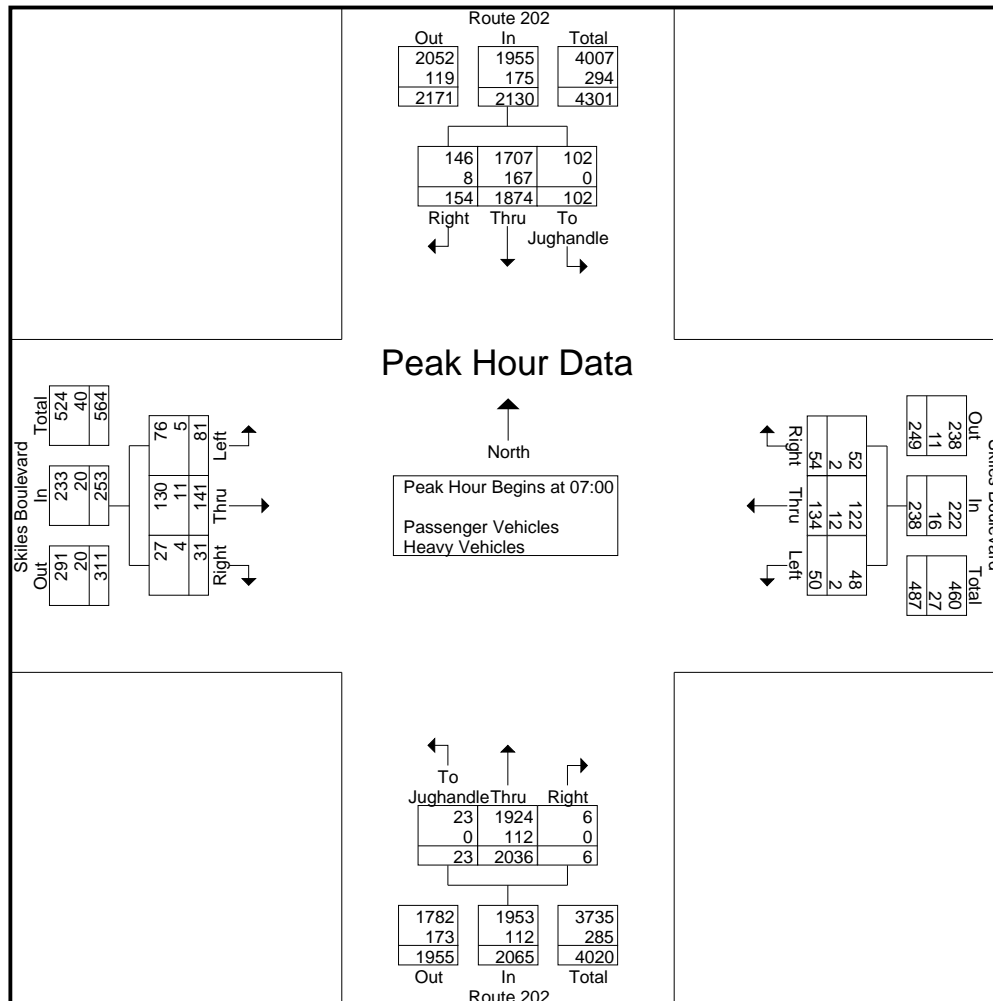 Route 202
Out In Total
2052 1955 4007
119 175 294
2171 2130 4301
146 1707 102
8 167 0
154 1874 102
Right Thru To
Jughandle
Peak Hour Data
North
Peak Hour Begins at 07:00
Passenger Vehicles
Heavy Vehicles
Skiles Boulevard
Out In Total
291 233 524
20 20 40
311 253 564
27 130 76
4 11 5
31 141 81
Right Thru Left
Skiles Boulevard
Out In Total
238 222 460
11 16 27
249 238 487
52 122 48
2 12 2
54 134 50
Right Thru Left
To
Jughandle Thru Right
23 1924 6
0 112 0
23 2036 6
1782 1953 3735
173 112 285
1955 2065 4020
Out In Total
Route 202